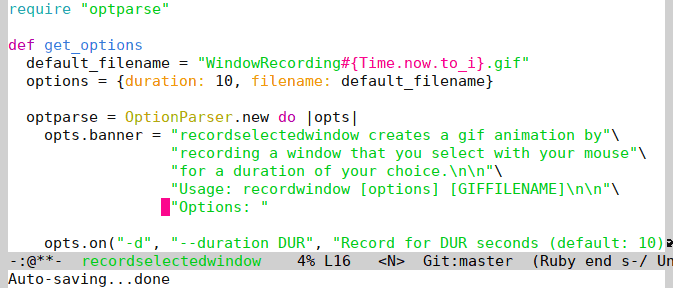 require "optparse"
def get_options
  default_filename = "WindowRecording#{Time.now.to_i}.gif"
  options = {duration: 10, filename: default_filename}
  optparse = OptionParser.new do |opts|
    opts.banner = "recordselectedwindow creates a gif animation by"\
                  "recording a window that you select with your mouse"\
                  "for a duration of your choice.\n\n"\
                  "Usage: recordwindow [options] [GIFFILENAME]\n\n"\
                  "Options: "
    opts.on("-d", "--duration DUR", "Record for DUR seconds (default: 10)
-:@**-  recordselectedwindow    4% L16   <N>  Git:master  (Ruby end s-/ Un
Auto-saving...done